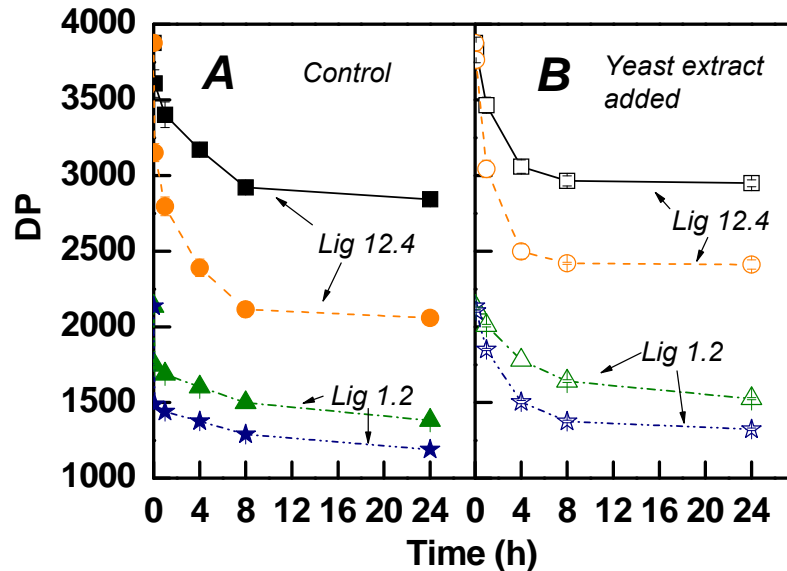 4000
3500
3000
2500
2000
1500
1000
DP
A
Control
Lig 12.4
Lig 1.2
0 4 8 12 16 20 24
B
Yeast extract
added
Lig 12.4
Lig 1.2
0 4 8 12 16 20 24
Time (h)